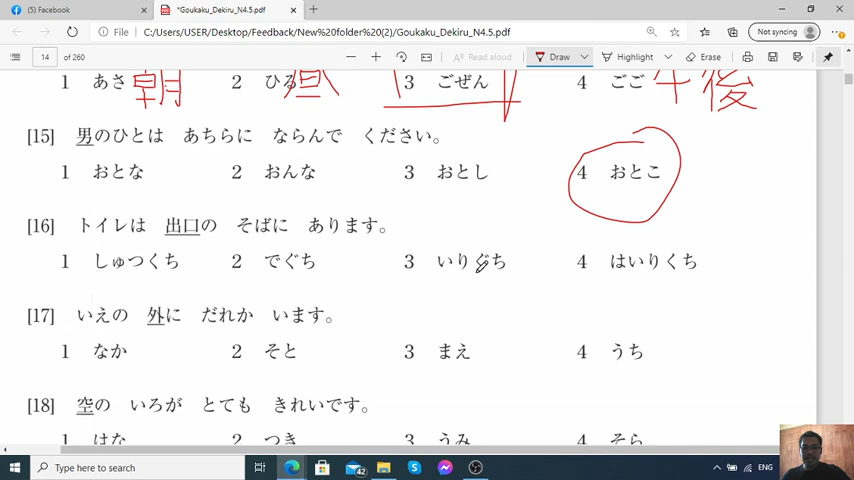 Facebook
*Goukaku_Dekiru_N4.5.pdf
File
C:/Users/USER/Desktop/Feedback/New%20folder%20(2)/Goukaku_Dekiru_N4.5.pdf
Not syncing
14 of 260
Read aloud
Draw
Highlight
Erase
1 あさ 朝 2 ひる 昼 3 ごぜん 4 ごご 午後
[15] 男のひとは あちらに ならんで ください。
1 おとな 2 おんな 3 おとし 4 おとこ
[16] トイレは 出口の そばに あります。
1 しゅつくち 2 でぐち 3 いりぐち 4 はいりくち
[17] いえの 外に だれか います。
1 なか 2 そと 3 まえ 4 うち
[18] 空の いろが とても きれいです。
1 はな 2 つき 3 うみ 4 そら
Type here to search
42
ENG